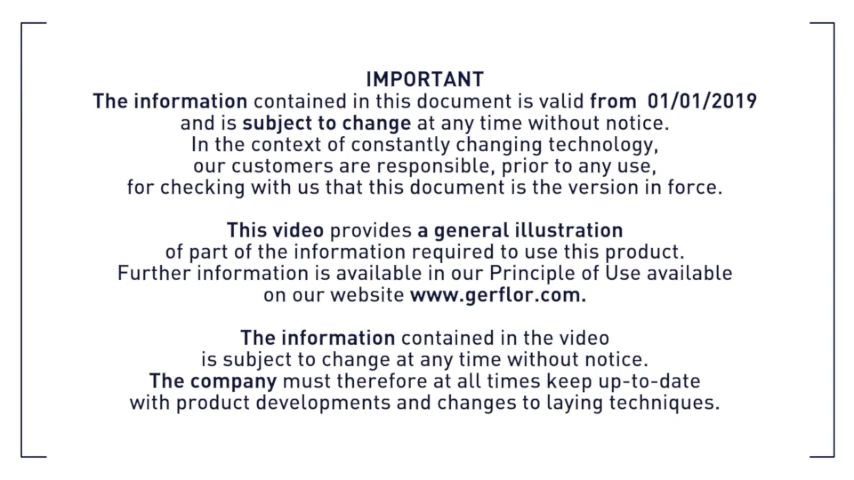 IMPORTANT
The information contained in this document is valid from 01/01/2019
and is subject to change at any time without notice.
In the context of constantly changing technology,
our customers are responsible, prior to any use,
for checking with us that this document is the version in force.
This video provides a general illustration
of part of the information required to use this product.
Further information is available in our Principle of Use available
on our website www.gerflor.com.
The information contained in the video
is subject to change at any time without notice.
The company must therefore at all times keep up-to-date
with product developments and changes to laying techniques.